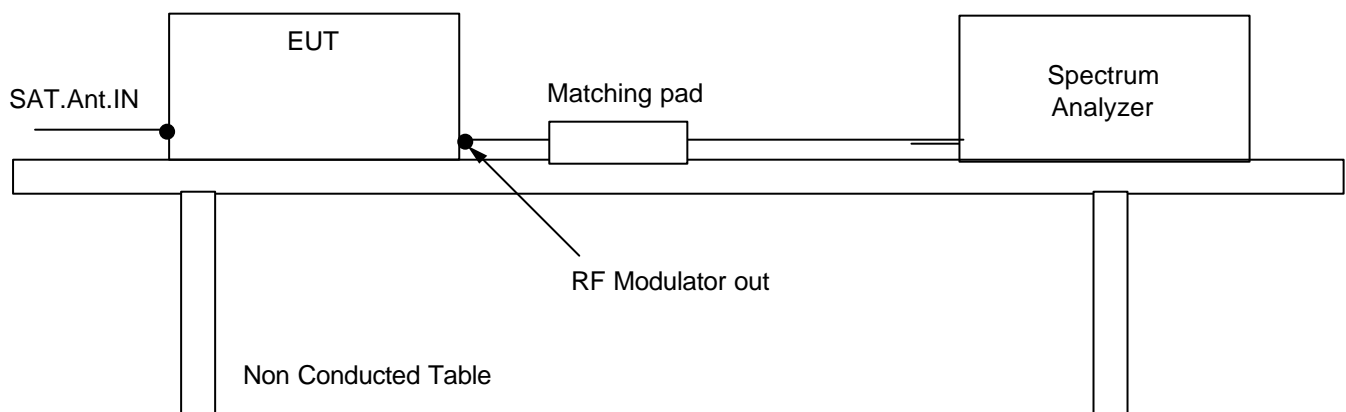 EUT
SAT.Ant.IN
Matching pad
Spectrum
Analyzer
RF Modulator out
Non Conducted Table